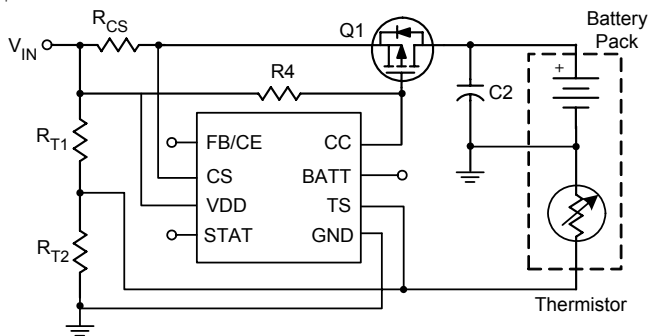 R_CS
Q1
Battery
Pack
V_IN
R4
+
C2
R_T1
FB/CE
CC
CS
BATT
VDD
TS
STAT
GND
R_T2
Thermistor